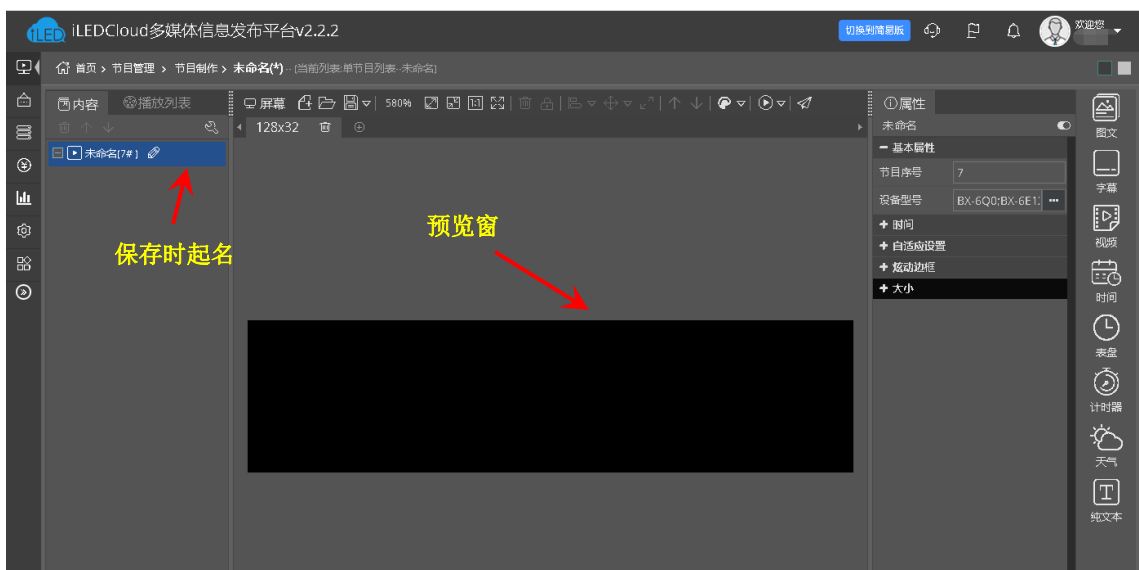 iLED iLEDCloud多媒体信息发布平台v2.2.2 切换到简易版 欢迎您
首页 > 节目管理 > 节目制作 > 未命名(*) -- [当前列表:单节目列表--未命名]
内容 播放列表 屏幕 580% 1:1 属性
128x32 未命名
未命名[7# ]
基本属性
节目序号 7
设备型号 BX-6Q0;BX-6E1; ...
时间
自适应设置
炫动边框
大小
保存时起名
预览窗
图文
字幕
视频
时间
表盘
计时器
天气
纯文本